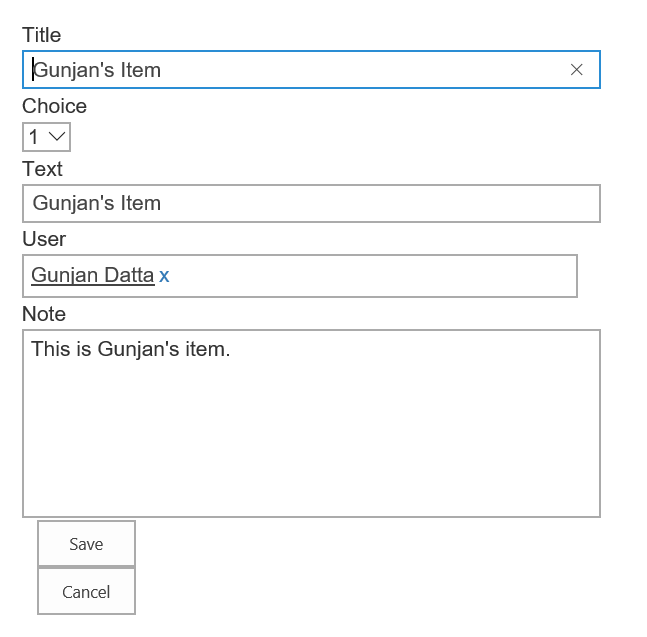 Title
Gunjan's Item
Choice
1
Text
Gunjan's Item
User
Gunjan Datta x
Note
This is Gunjan's item.
Save
Cancel